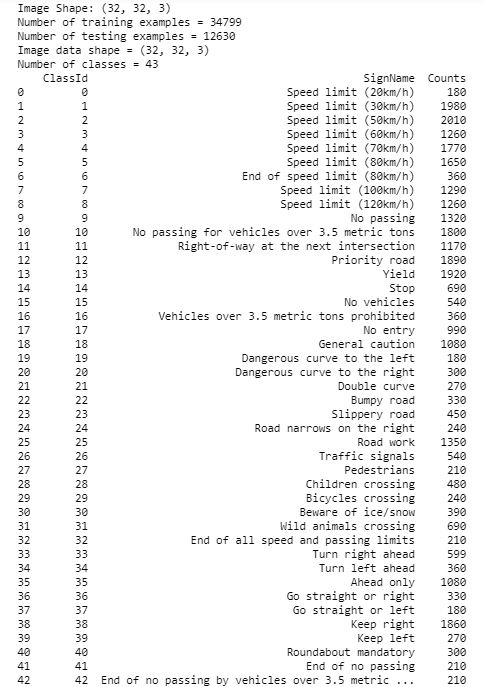 Image Shape: (32, 32, 3)
Number of training examples = 34799
Number of testing examples = 12630
Image data shape = (32, 32, 3)
Number of classes = 43
ClassId SignName Counts
0 0 Speed limit (20km/h) 180
1 1 Speed limit (30km/h) 1980
2 2 Speed limit (50km/h) 2010
3 3 Speed limit (60km/h) 1260
4 4 Speed limit (70km/h) 1770
5 5 Speed limit (80km/h) 1650
6 6 End of speed limit (80km/h) 360
7 7 Speed limit (100km/h) 1290
8 8 Speed limit (120km/h) 1260
9 9 No passing 1320
10 10 No passing for vehicles over 3.5 metric tons 1800
11 11 Right-of-way at the next intersection 1170
12 12 Priority road 1890
13 13 Yield 1920
14 14 Stop 690
15 15 No vehicles 540
16 16 Vehicles over 3.5 metric tons prohibited 360
17 17 No entry 990
18 18 General caution 1080
19 19 Dangerous curve to the left 180
20 20 Dangerous curve to the right 300
21 21 Double curve 270
22 22 Bumpy road 330
23 23 Slippery road 450
24 24 Road narrows on the right 240
25 25 Road work 1350
26 26 Traffic signals 540
27 27 Pedestrians 210
28 28 Children crossing 480
29 29 Bicycles crossing 240
30 30 Beware of ice/snow 390
31 31 Wild animals crossing 690
32 32 End of all speed and passing limits 210
33 33 Turn right ahead 599
34 34 Turn left ahead 360
35 35 Ahead only 1080
36 36 Go straight or right 330
37 37 Go straight or left 180
38 38 Keep right 1860
39 39 Keep left 270
40 40 Roundabout mandatory 300
41 41 End of no passing 210
42 42 End of no passing by vehicles over 3.5 metric ... 210